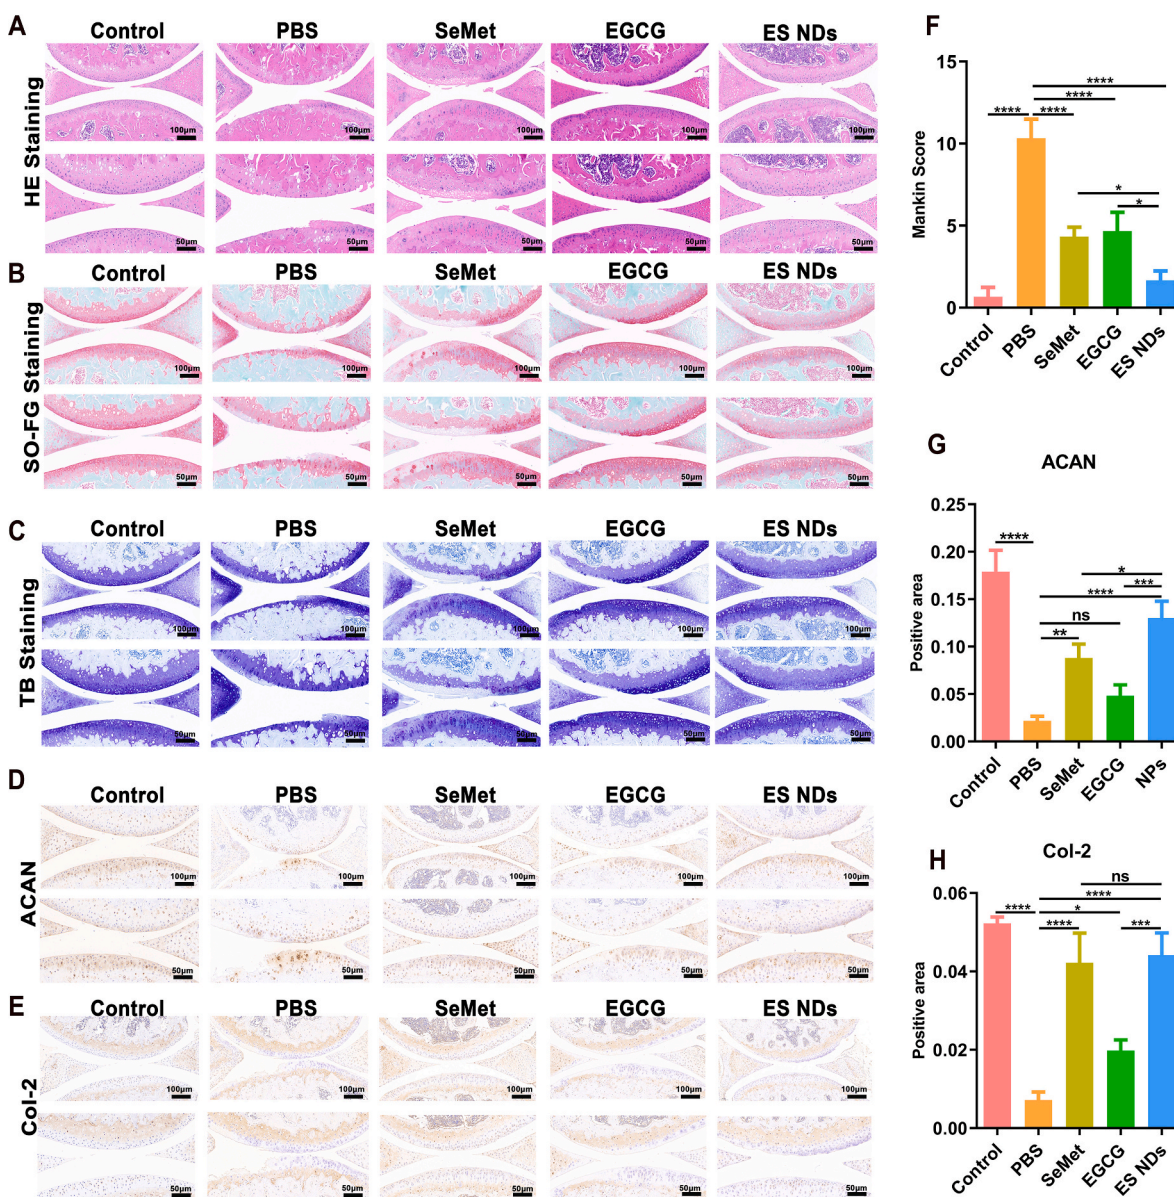 A
Control PBS SeMet EGCG ES NDs
HE Staining
100μm 100μm 100μm 100μm 100μm
50μm 50μm 50μm 50μm 50μm
B
Control PBS SeMet EGCG ES NDs
SO-FG Staining
100μm 100μm 100μm 100μm 100μm
50μm 50μm 50μm 50μm 50μm
C
Control PBS SeMet EGCG ES NDs
TB Staining
100μm 100μm 100μm 100μm 100μm
50μm 50μm 50μm 50μm 50μm
D
Control PBS SeMet EGCG ES NDs
ACAN
100μm 100μm 100μm 100μm 100μm
50μm 50μm 50μm 50μm 50μm
E
Control PBS SeMet EGCG ES NDs
Col-2
100μm 100μm 100μm 100μm 100μm
50μm 50μm 50μm 50μm 50μm
F
Mankin Score
15
10
5
0
****
****
**** ****
*
*
Control PBS SeMet EGCG ES NDs
G
ACAN
Positive area
0.25
0.20
0.15
0.10
0.05
0.00
****
*
***
****
ns
**
Control PBS SeMet EGCG NPs
H
Col-2
Positive area
0.06
0.04
0.02
0.00
ns
****
**** *
**** ***
Control PBS SeMet EGCG ES NDs